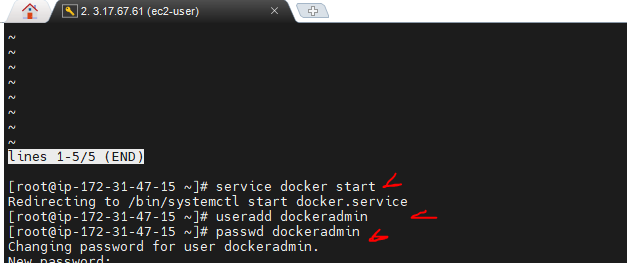 2. 3.17.67.61 (ec2-user)
~
~
~
~
~
~
~
lines 1-5/5 (END)
[root@ip-172-31-47-15 ~]# service docker start
Redirecting to /bin/systemctl start docker.service
[root@ip-172-31-47-15 ~]# useradd dockeradmin
[root@ip-172-31-47-15 ~]# passwd dockeradmin
Changing password for user dockeradmin.
New password: